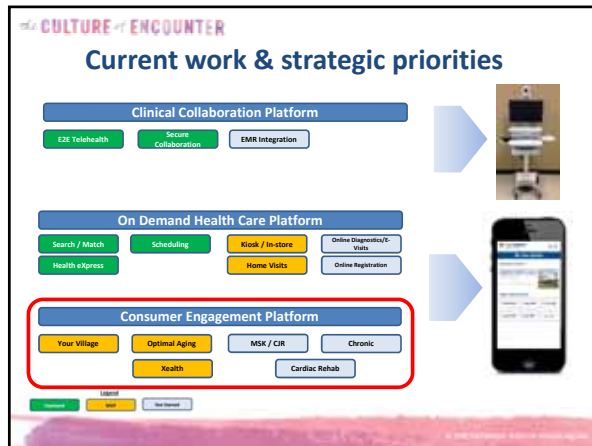 the CULTURE of ENCOUNTER
Current work & strategic priorities
Clinical Collaboration Platform
E2E Telehealth
Secure
Collaboration
EMR Integration
On Demand Health Care Platform
Search / Match
Scheduling
Kiosk / In-store
Online Diagnostics/E-
Visits
Health eXpress
Home Visits
Online Registration
Consumer Engagement Platform
Your Village
Optimal Aging
MSK / CJR
Chronic
Xealth
Cardiac Rehab
Legend